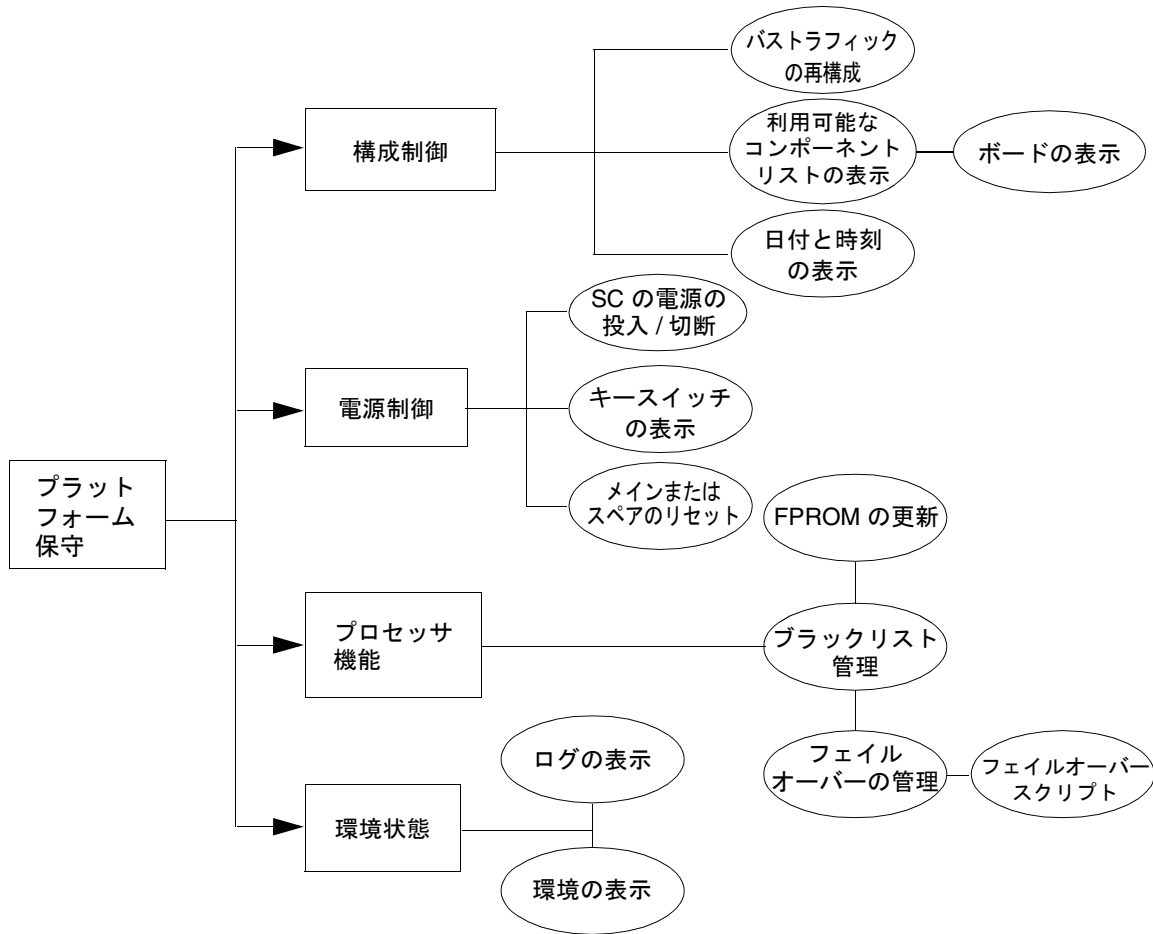 バストラフィック
の再構成
利用可能な
コンポーネント
リストの表示
ボードの表示
構成制御
日付と時刻
の表示
SC の電源の
投入 / 切断
電源制御
キースイッチ
の表示
メインまたは
スペアのリセット
プラット
フォーム
保守
FPROM の更新
プロセッサ
機能
ブラックリスト
管理
フェイル
オーバーの管理
フェイルオーバー
スクリプト
ログの表示
環境状態
環境の表示